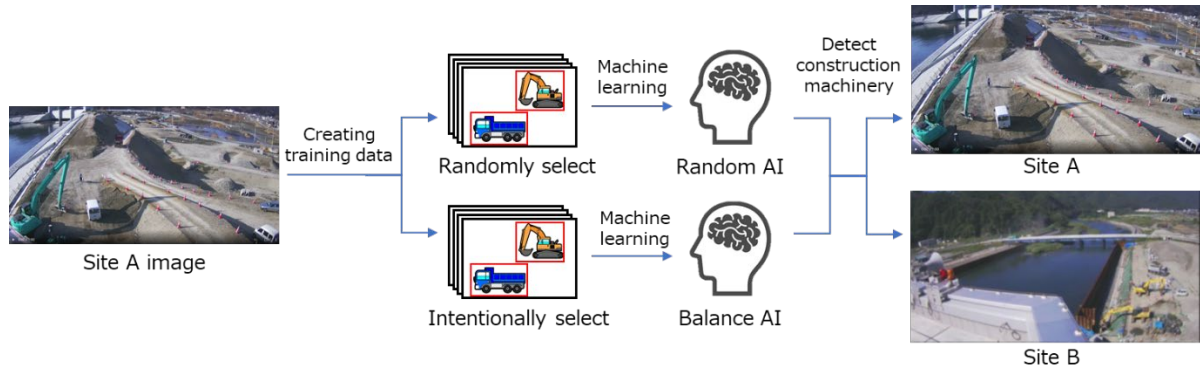 Site A image
Creating
training data
Randomly select
Machine
learning
Random AI
Intentionally select
Machine
learning
Balance AI
Detect
construction
machinery
Site A
Site B